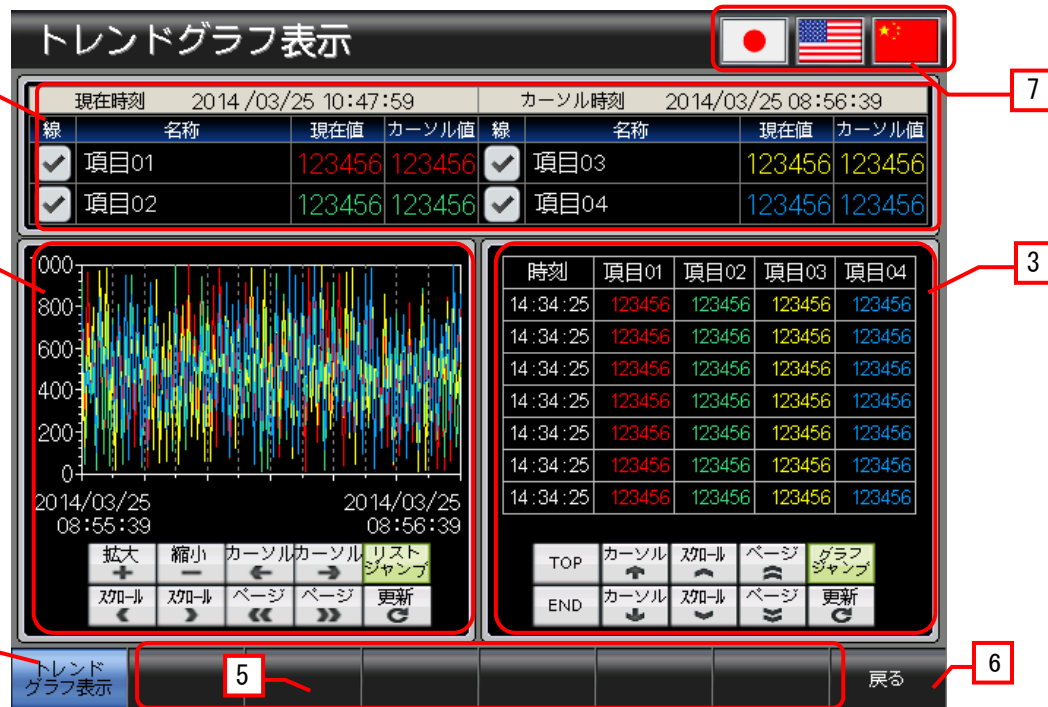 トレンドグラフ表示
7
現在時刻 2014/03/25 10:47:59 カーソル時刻 2014/03/25 08:56:39
線 名称 現在値 カーソル値 線 名称 現在値 カーソル値
項目01 123456 123456 項目03 123456 123456
項目02 123456 123456 項目04 123456 123456
3
1000
800
600
400
200
0
2014/03/25 2014/03/25
08:55:39 08:56:39
拡大 縮小 カーソル カーソル リスト
ジャンプ
スクロール スクロール ページ ページ 更新
時刻 項目01 項目02 項目03 項目04
14:34:25 123456 123456 123456 123456
14:34:25 123456 123456 123456 123456
14:34:25 123456 123456 123456 123456
14:34:25 123456 123456 123456 123456
14:34:25 123456 123456 123456 123456
14:34:25 123456 123456 123456 123456
14:34:25 123456 123456 123456 123456
TOP カーソル スクロール ページ グラフ
ジャンプ
END カーソル スクロール ページ 更新
トレンド
グラフ表示
5
戻る
6